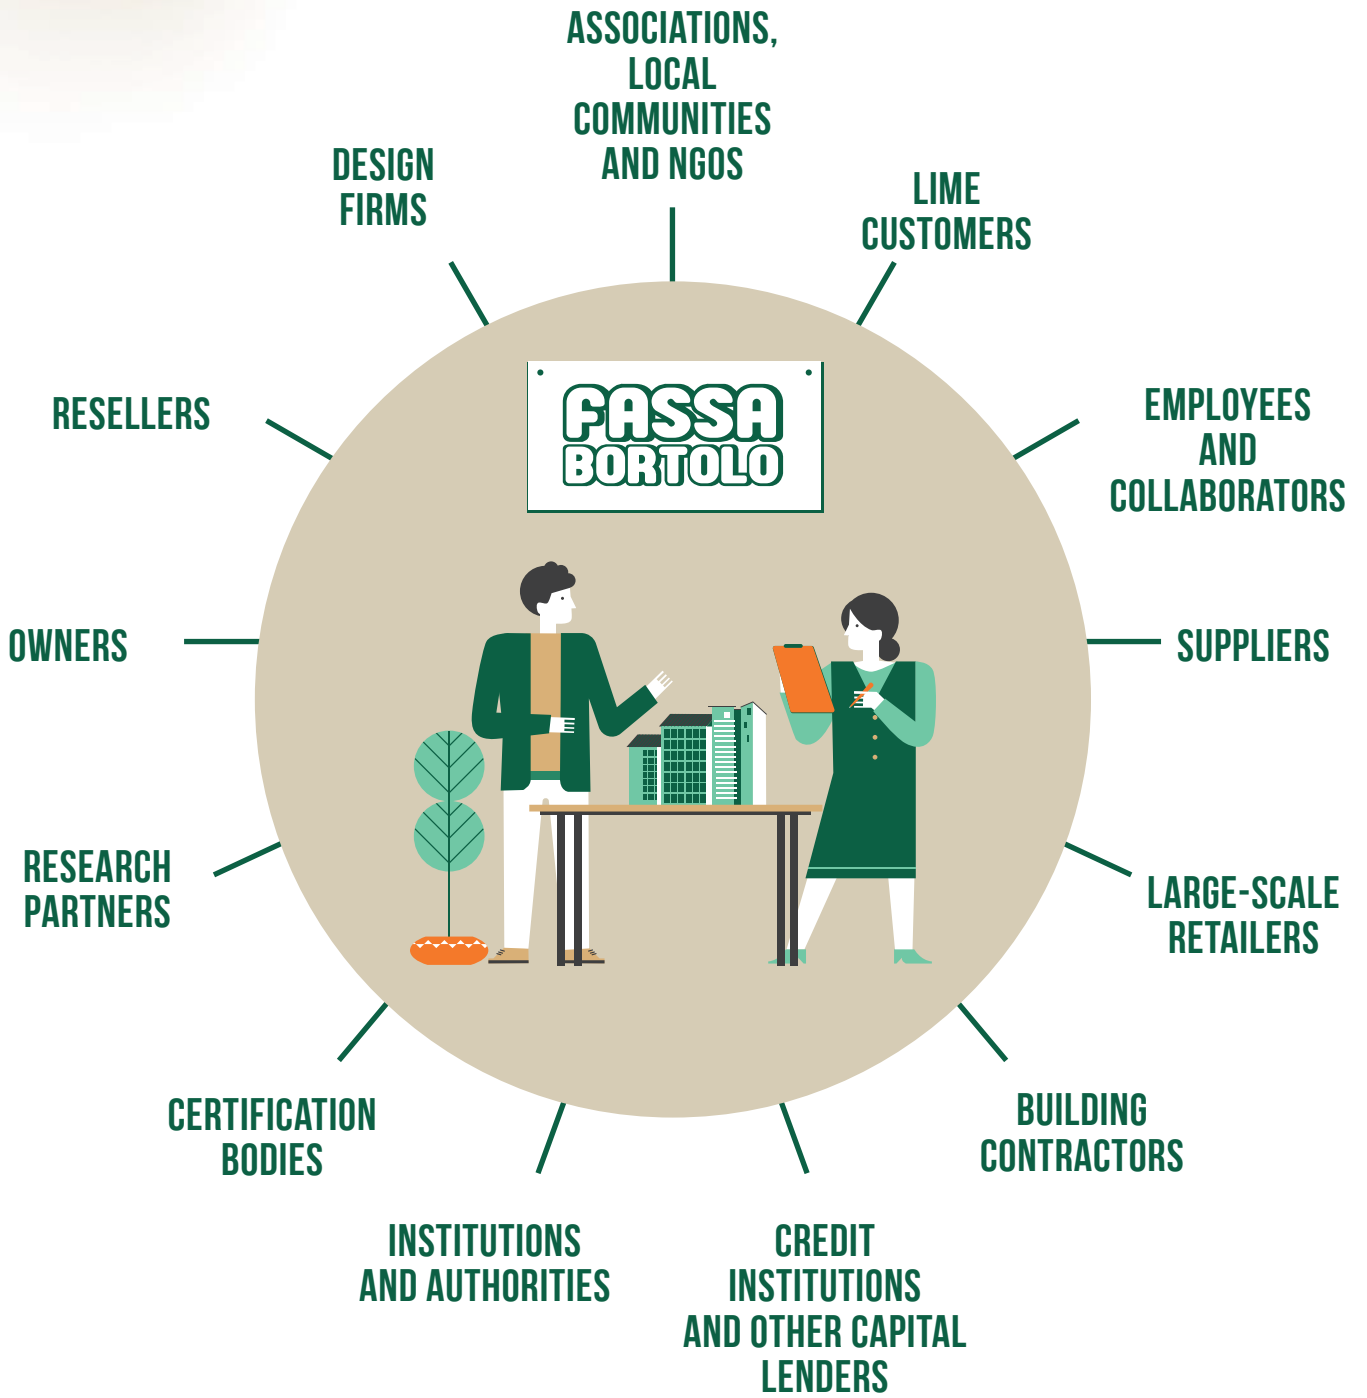 ASSOCIATIONS,
LOCAL
COMMUNITIES
AND NGOS
LIME
CUSTOMERS
EMPLOYEES
AND
COLLABORATORS
SUPPLIERS
LARGE-SCALE
RETAILERS
BUILDING
CONTRACTORS
CREDIT
INSTITUTIONS
AND OTHER CAPITAL
LENDERS
INSTITUTIONS
AND AUTHORITIES
CERTIFICATION
BODIES
RESEARCH
PARTNERS
OWNERS
RESELLERS
DESIGN
FIRMS
FASSA
BORTOLO